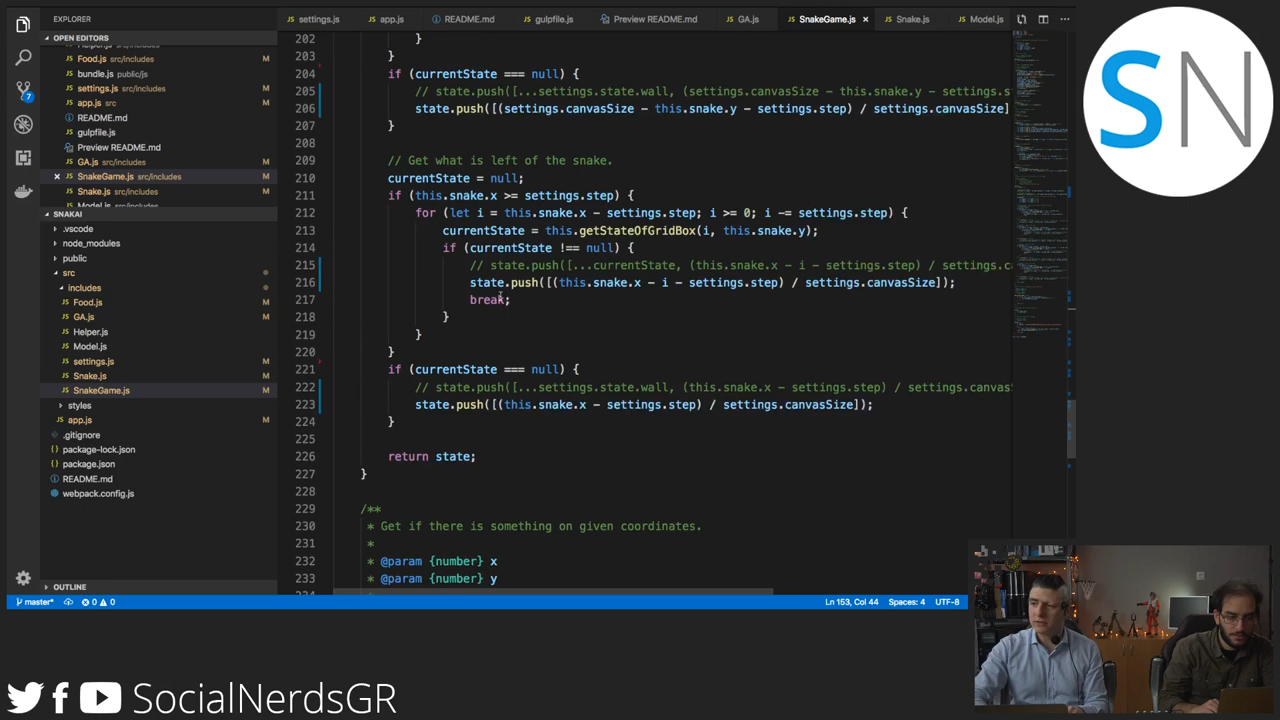 EXPLORER
OPEN EDITORS
Helper.js src/includes
Food.js src/includes M
bundle.js public/js
settings.js src/includes M
app.js src M
README.md
gulpfile.js
Preview README.md
GA.js src/includes M
SnakeGame.js src/includes M
Snake.js src/includes M
Model.js src/includes
SNAKAI
.vscode
node_modules
public
src
includes
Food.js M
GA.js M
Helper.js
Model.js
settings.js M
Snake.js M
SnakeGame.js M
styles
app.js M
.gitignore
package-lock.json
package.json
README.md
webpack.config.js
OUTLINE
settings.js app.js README.md gulpfile.js Preview README.md GA.js SnakeGame.js Snake.js Model.js
202 }
203 }
204 if (currentState === null) {
205 // state.push([...settings.state.wall, (settings.canvasSize - this.snake.y - settings.s
206 state.push([(settings.canvasSize - this.snake.y - settings.step) / settings.canvasSize]
207 }
208
209 // Get what is left of the snake.
210 currentState = null;
211 if (this.snake.x >= settings.step) {
212 for (let i = this.snake.x - settings.step; i >= 0; i -= settings.step) {
213 currentState = this.getStateOfGridBox(i, this.snake.y);
214 if (currentState !== null) {
215 // state.push([...currentState, (this.snake.x - i - settings.step) / settings.c
216 state.push([(this.snake.x - i - settings.step) / settings.canvasSize]);
217 break;
218 }
219 }
220 }
221 if (currentState === null) {
222 // state.push([...settings.state.wall, (this.snake.x - settings.step) / settings.canvas
223 state.push([(this.snake.x - settings.step) / settings.canvasSize]);
224 }
225
226 return state;
227 }
228
229 /**
230 * Get if there is something on given coordinates.
231 *
232 * @param {number} x
233 * @param {number} y
7
master* 0 0 Ln 153, Col 44 Spaces: 4 UTF-8
SN
SocialNerdsGR